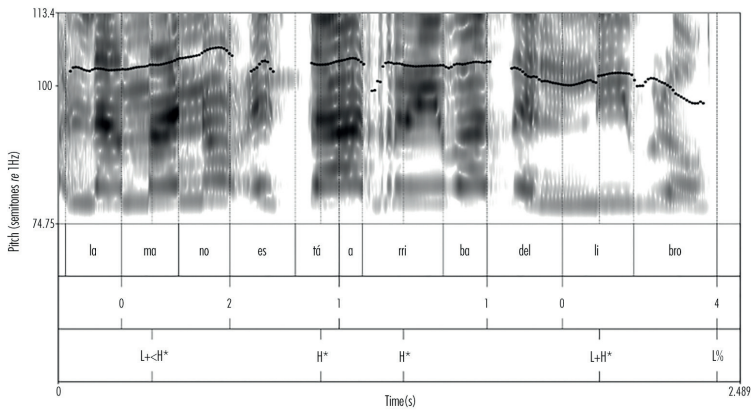 113.4
100
74.75
Pitch (semitones re 1Hz)
la ma no es tá a rri ba del li bro
0 2 1 1 0 4
L+<H* H* H* L+H* L%
0 2.489
Time(s)